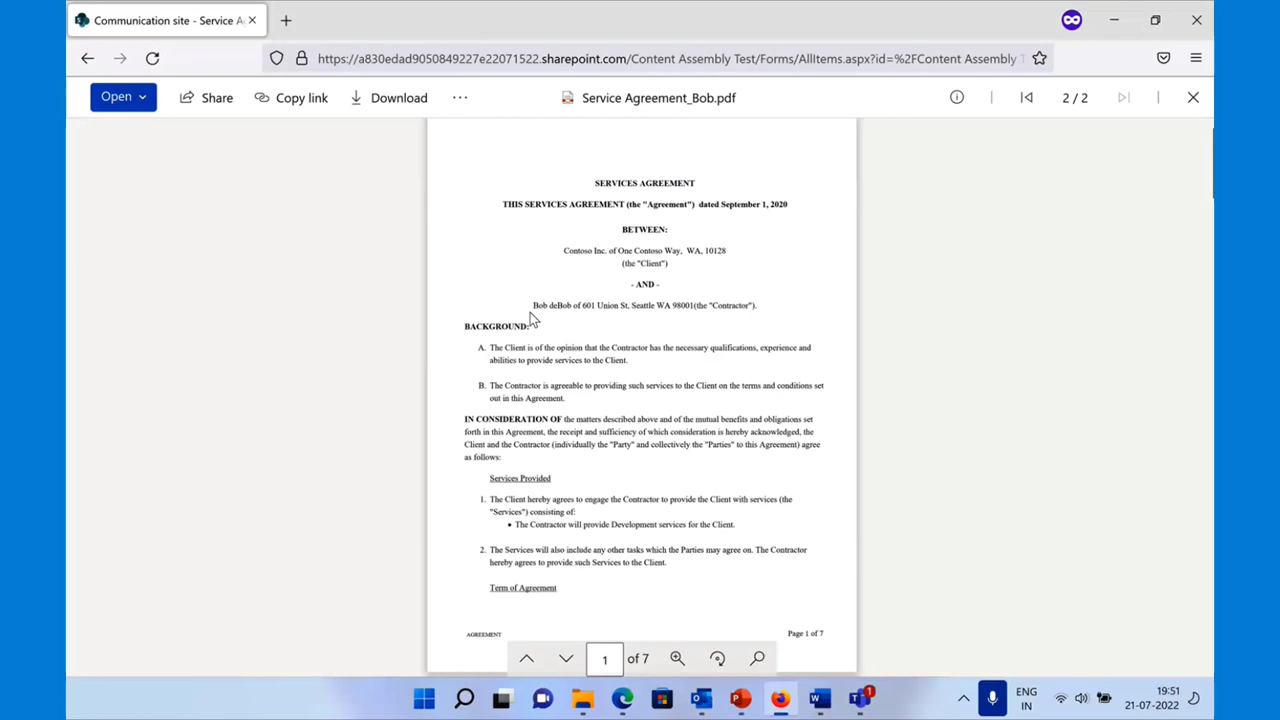 Communication site - Service A
https://a830edad9050849227e22071522.sharepoint.com/Content Assembly Test/Forms/AllItems.aspx?id=%2FContent Assembly T
Open Share Copy link Download ... Service Agreement_Bob.pdf 2 / 2
SERVICES AGREEMENT
THIS SERVICES AGREEMENT (the "Agreement") dated September 1, 2020
BETWEEN:
Contoso Inc. of One Contoso Way, WA, 10128
(the "Client")
- AND -
Bob deBob of 601 Union St, Seattle WA 98001(the "Contractor").
BACKGROUND:
A. The Client is of the opinion that the Contractor has the necessary qualifications, experience and
abilities to provide services to the Client.
B. The Contractor is agreeable to providing such services to the Client on the terms and conditions set
out in this Agreement.
IN CONSIDERATION OF the matters described above and of the mutual benefits and obligations set
forth in this Agreement, the receipt and sufficiency of which consideration is hereby acknowledged, the
Client and the Contractor (individually the "Party" and collectively the "Parties" to this Agreement) agree
as follows:
Services Provided
1. The Client hereby agrees to engage the Contractor to provide the Client with services (the
"Services") consisting of:
• The Contractor will provide Development services for the Client.
2. The Services will also include any other tasks which the Parties may agree on. The Contractor
hereby agrees to provide such Services to the Client.
Term of Agreement
AGREEMENT Page 1 of 7
1 of 7
1
ENG
IN
19:51
21-07-2022